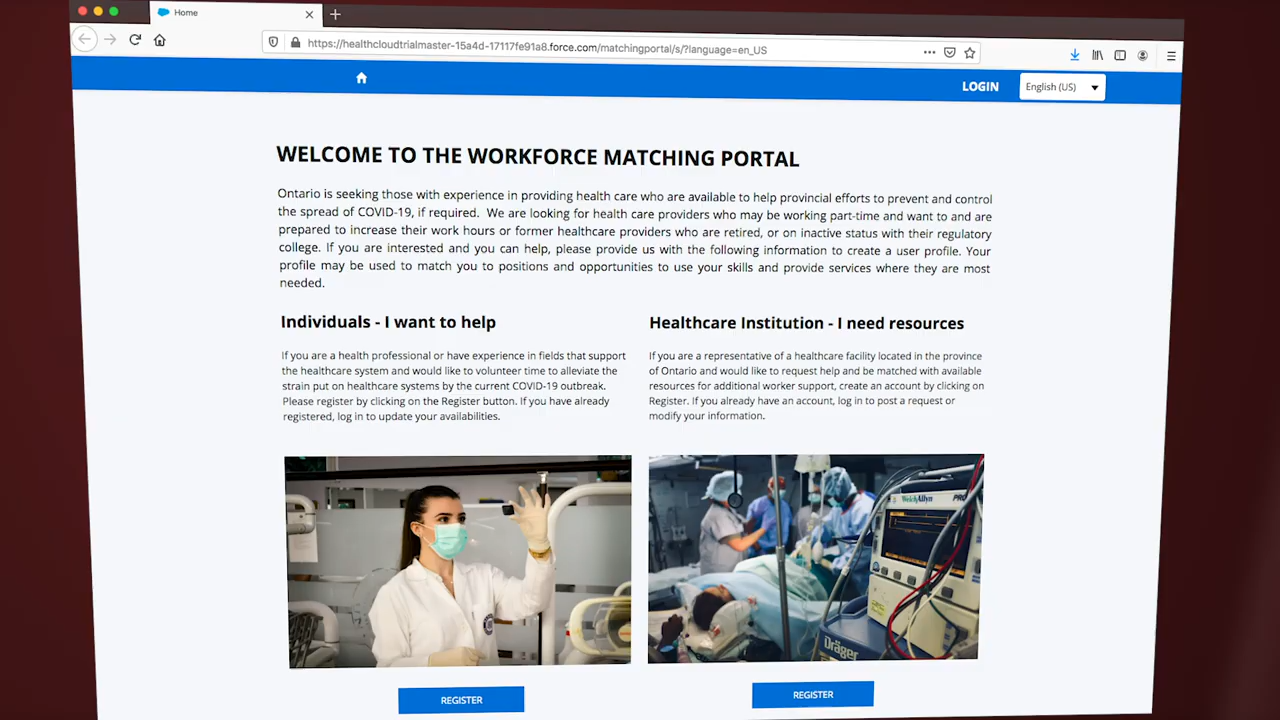 Home
https://healthcloudtrialmaster-15a4d-17117fe91a8.force.com/matchingportal/s/?language=en_US
LOGIN
English (US)
WELCOME TO THE WORKFORCE MATCHING PORTAL
Ontario is seeking those with experience in providing health care who are available to help provincial efforts to prevent and control
the spread of COVID-19, if required. We are looking for health care providers who may be working part-time and want to and are
prepared to increase their work hours or former healthcare providers who are retired, or on inactive status with their regulatory
college. If you are interested and you can help, please provide us with the following information to create a user profile. Your
profile may be used to match you to positions and opportunities to use your skills and provide services where they are most
needed.
Individuals - I want to help
If you are a health professional or have experience in fields that support
the healthcare system and would like to volunteer time to alleviate the
strain put on healthcare systems by the current COVID-19 outbreak.
Please register by clicking on the Register button. If you have already
registered, log in to update your availabilities.
Healthcare Institution - I need resources
If you are a representative of a healthcare facility located in the province
of Ontario and would like to request help and be matched with available
resources for additional worker support, create an account by clicking on
Register. If you already have an account, log in to post a request or
modify your information.
WelchAllyn PRO
Dräger
REGISTER
REGISTER